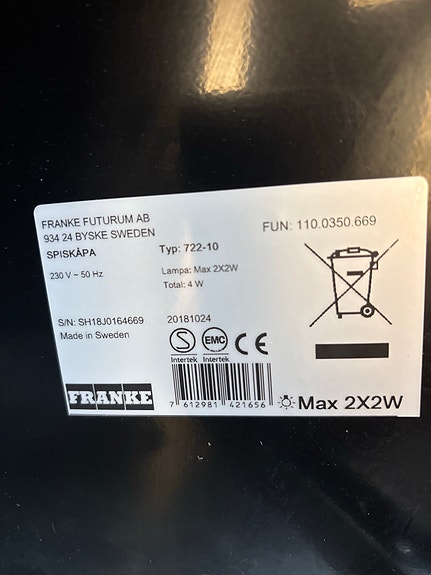 FRANKE FUTURUM AB
934 24 BYSKE SWEDEN
SPISKÅPA
230 V ~ 50 Hz
Typ: 722-10
Lampa: Max 2X2W
Total: 4 W
FUN: 110.0350.669
S/N: SH18J0164669
Made in Sweden
20181024
S
Intertek
EMC
Intertek
CE
FRANKE
7 612981 421656
Max 2X2W